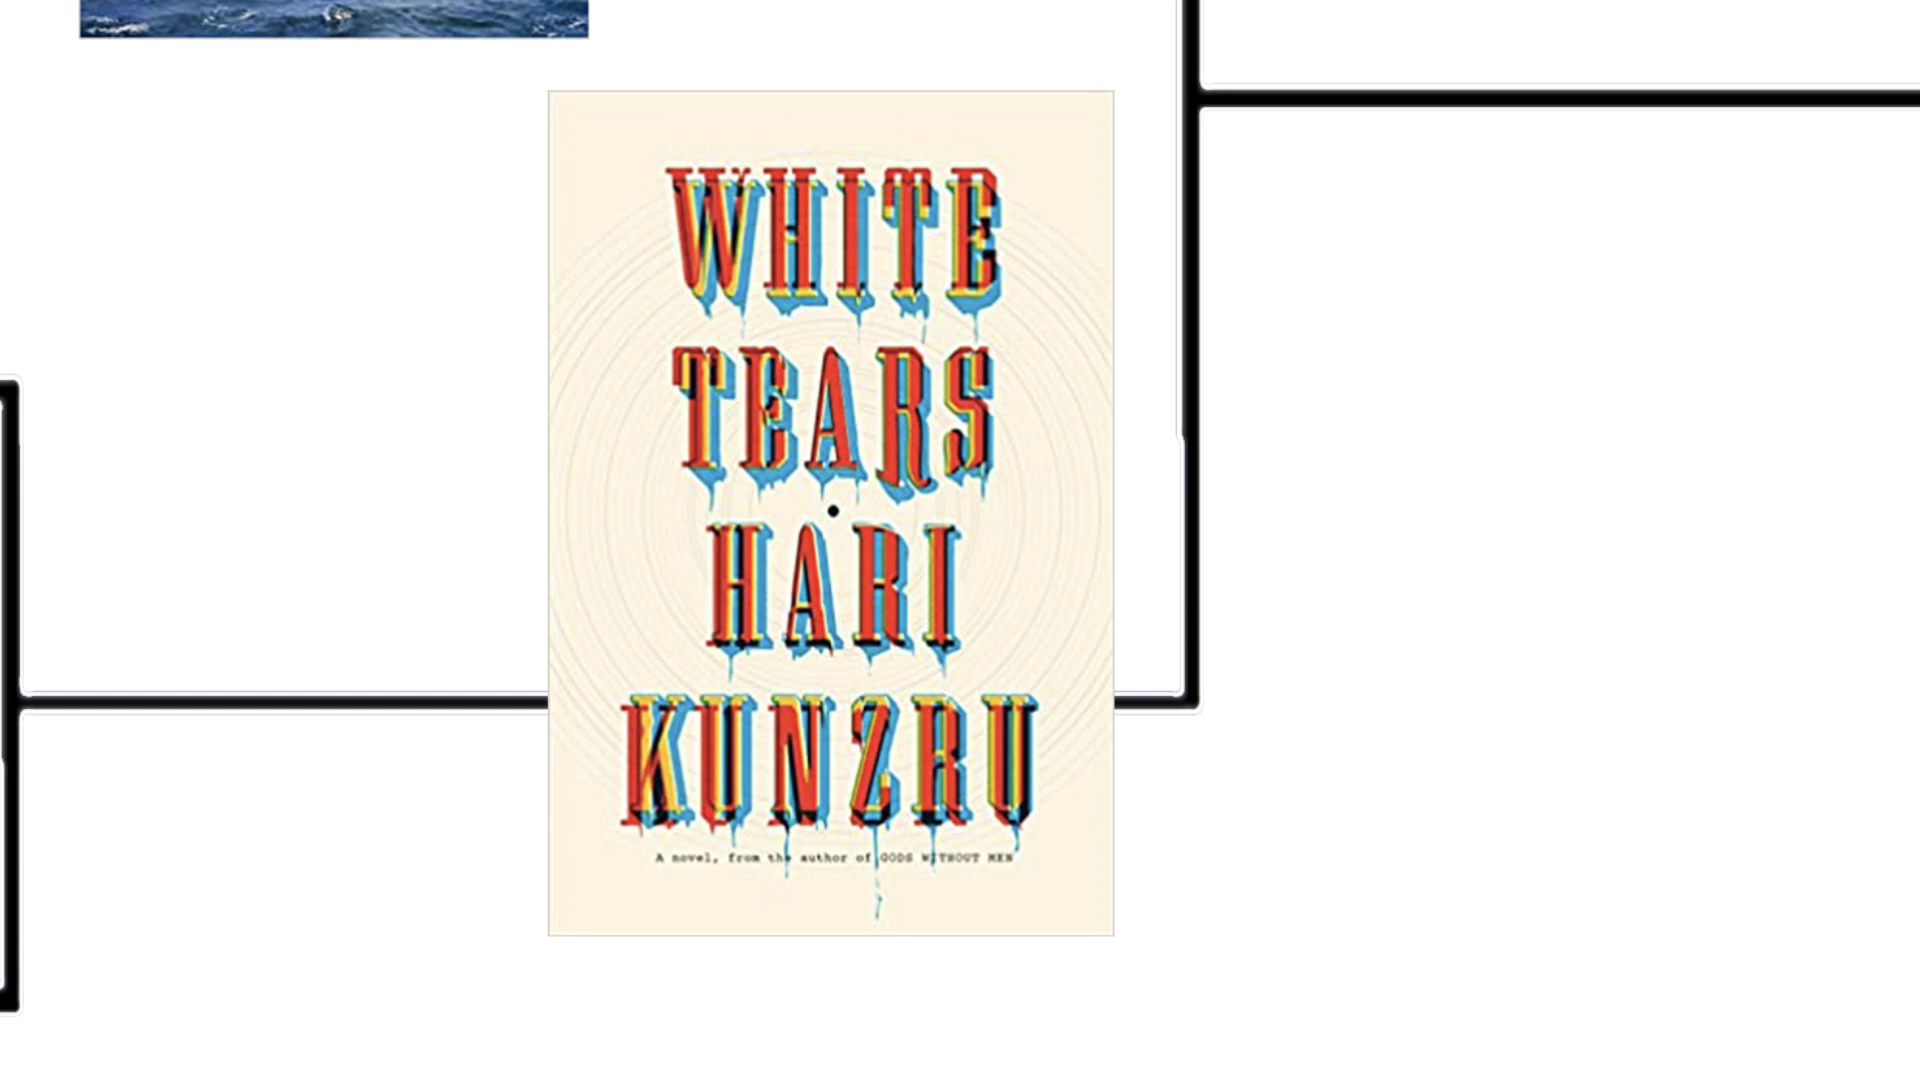 WHITE
TEARS
HARI
KUNZRU
A novel, from the author of GODS WITHOUT MEN